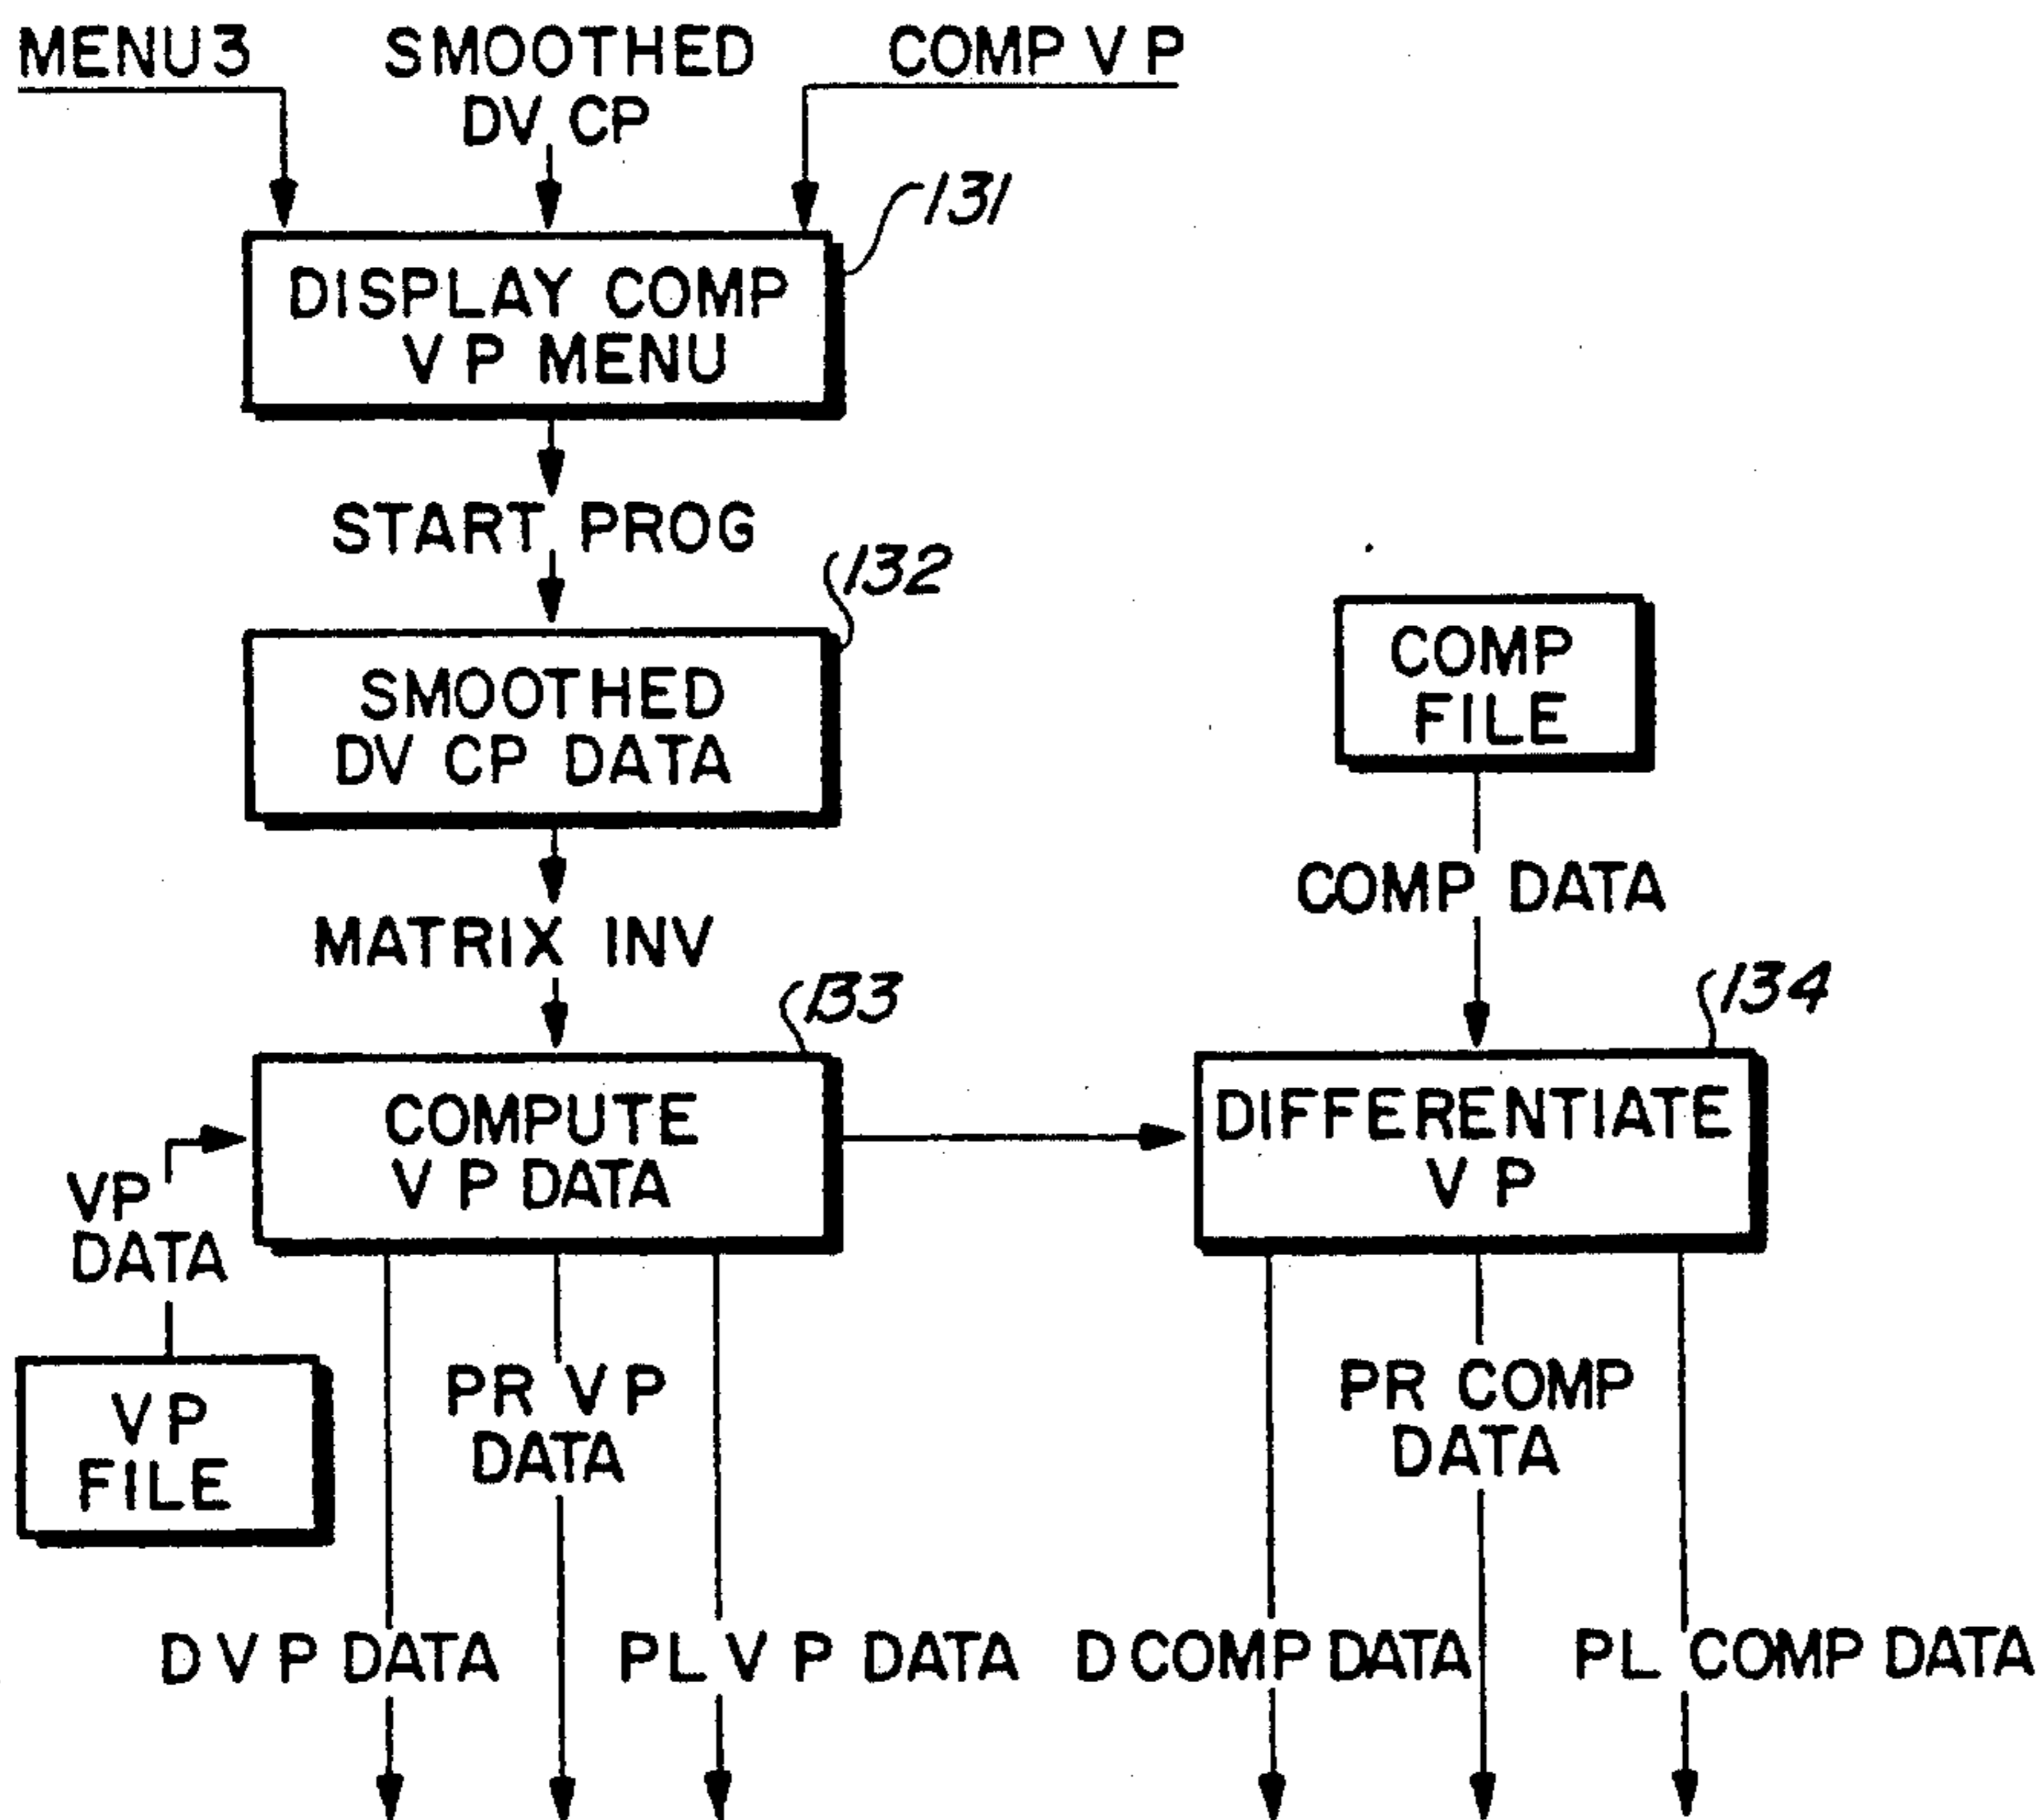 MENU3
SMOOTHED
DV CP
COMP V P
131
DISPLAY COMP
V P MENU
START PROG
132
SMOOTHED
DV CP DATA
COMP
FILE
MATRIX INV
COMP DATA
133
134
COMPUTE
V P DATA
DIFFERENTIATE
V P
VP
DATA
V P
FILE
PR V P
DATA
PR COMP
DATA
D V P DATA
PL V P DATA
D COMP DATA
PL COMP DATA